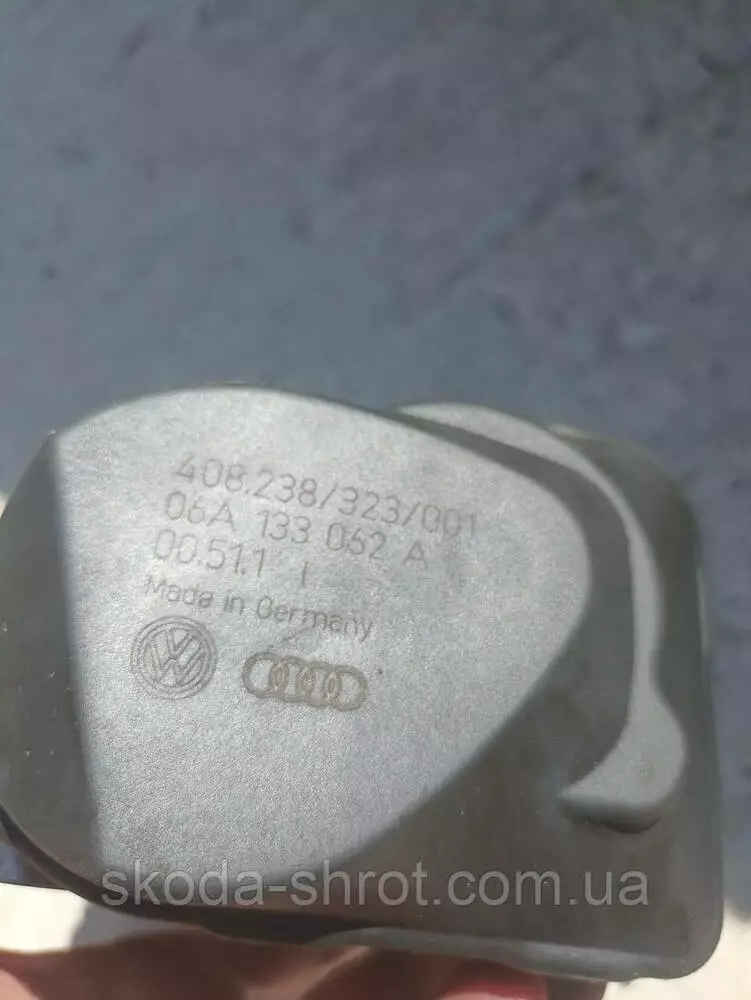 408.238/323/001
06A 133 062 A
00.51.1 I
Made in Germany
skoda-shrot.com.ua